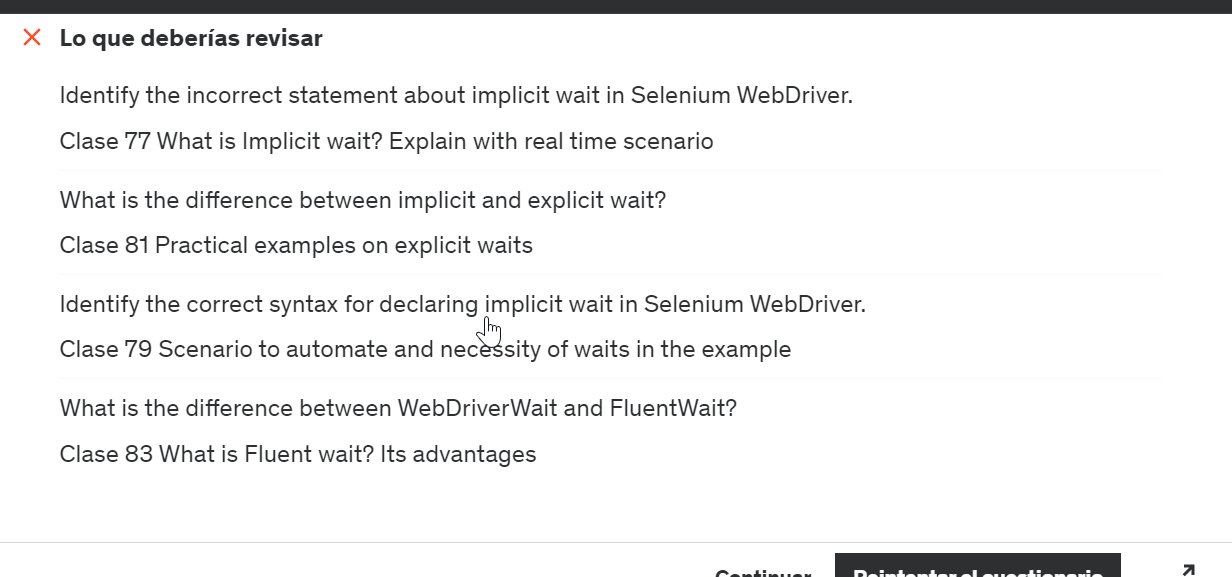 Lo que deberías revisar
Identify the incorrect statement about implicit wait in Selenium WebDriver.
Clase 77 What is Implicit wait? Explain with real time scenario
What is the difference between implicit and explicit wait?
Clase 81 Practical examples on explicit waits
Identify the correct syntax for declaring implicit wait in Selenium WebDriver.
Clase 79 Scenario to automate and necessity of waits in the example
What is the difference between WebDriverWait and FluentWait?
Clase 83 What is Fluent wait? Its advantages
Continuar Reintentar el cuestionario